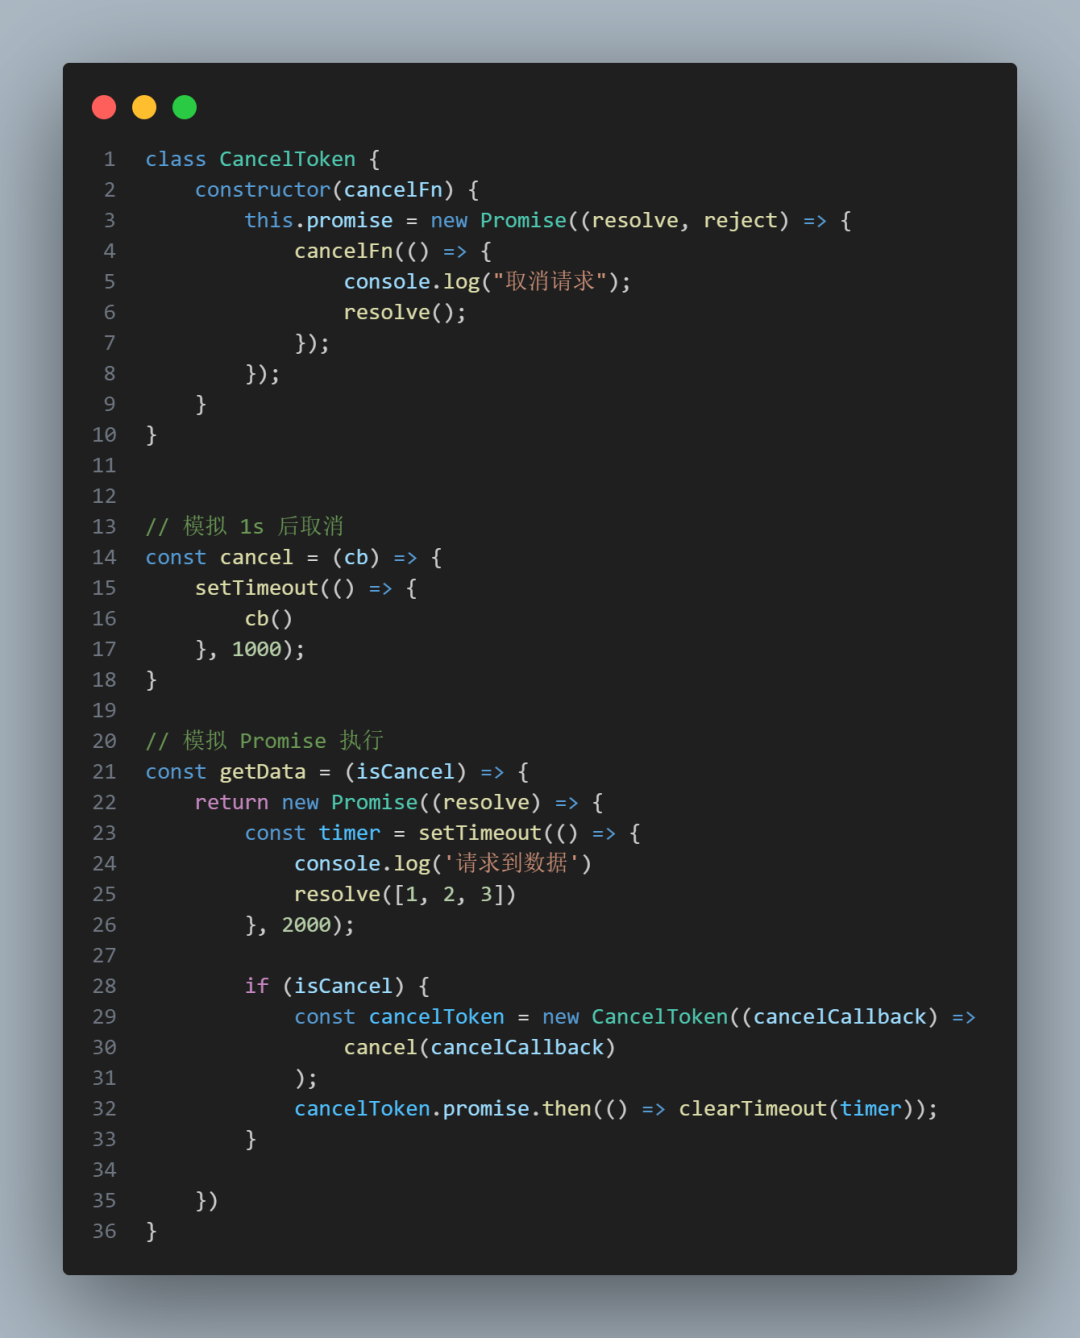 1 class CancelToken {
2     constructor(cancelFn) {
3         this.promise = new Promise((resolve, reject) => {
4             cancelFn(() => {
5                 console.log("取消请求");
6                 resolve();
7             });
8         });
9     }
10 }
11
12
13 // 模拟 1s 后取消
14 const cancel = (cb) => {
15     setTimeout(() => {
16         cb()
17     }, 1000);
18 }
19
20 // 模拟 Promise 执行
21 const getData = (isCancel) => {
22     return new Promise((resolve) => {
23         const timer = setTimeout(() => {
24             console.log('请求到数据')
25             resolve([1, 2, 3])
26         }, 2000);
27
28         if (isCancel) {
29             const cancelToken = new CancelToken((cancelCallback) =>
30                 cancel(cancelCallback)
31             );
32             cancelToken.promise.then(() => clearTimeout(timer));
33         }
34
35     })
36 }